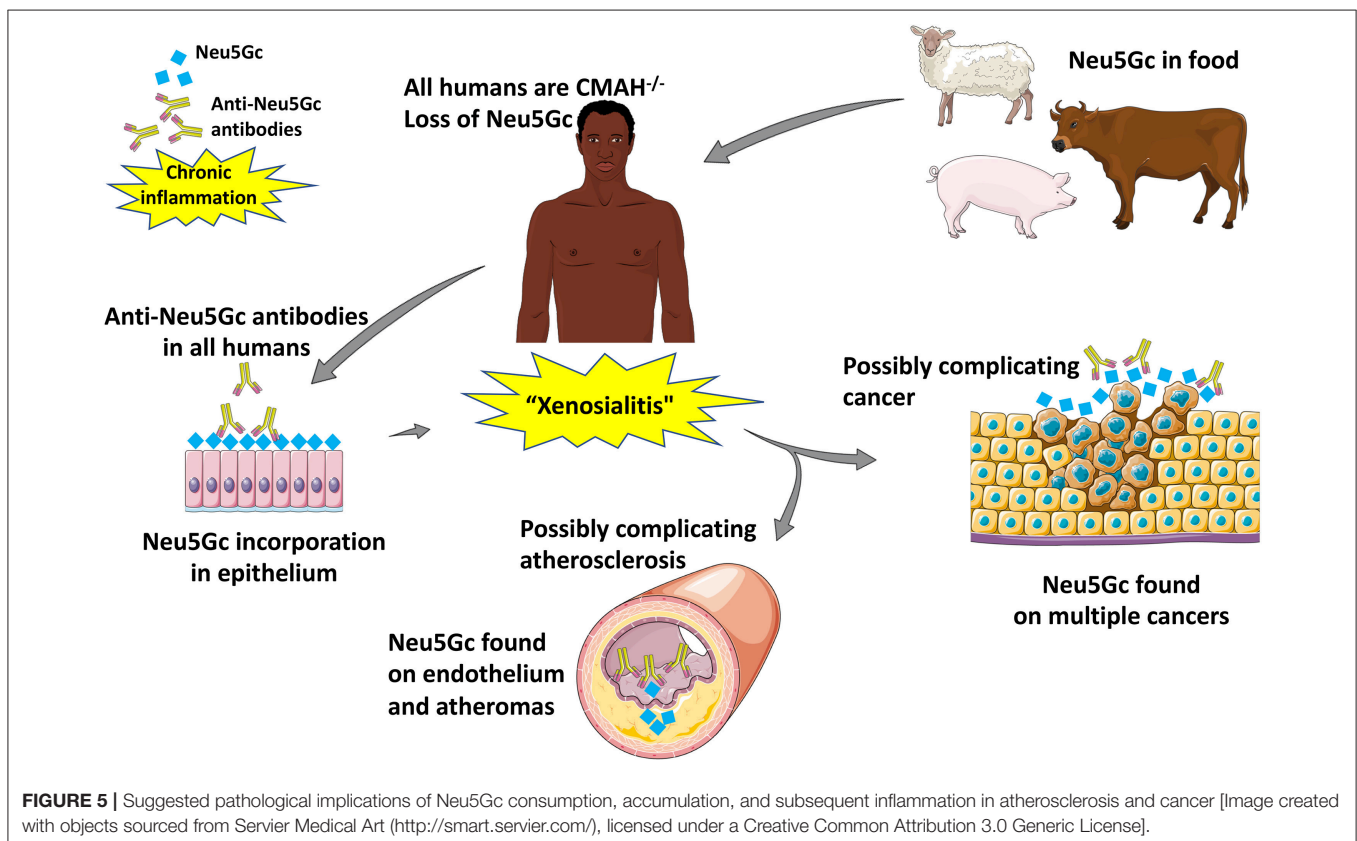 Neu5Gc
Anti-Neu5Gc
antibodies
Chronic
inflammation
All humans are CMAH-/-
Loss of Neu5Gc
Neu5Gc in food
Anti-Neu5Gc antibodies
in all humans
Neu5Gc incorporation
in epithelium
“Xenosialitis"
Possibly complicating
cancer
Neu5Gc found
on multiple cancers
Possibly complicating
atherosclerosis
Neu5Gc found
on endothelium
and atheromas
FIGURE 5 | Suggested pathological implications of Neu5Gc consumption, accumulation, and subsequent inflammation in atherosclerosis and cancer [Image created
with objects sourced from Servier Medical Art (http://smart.servier.com/), licensed under a Creative Common Attribution 3.0 Generic License].